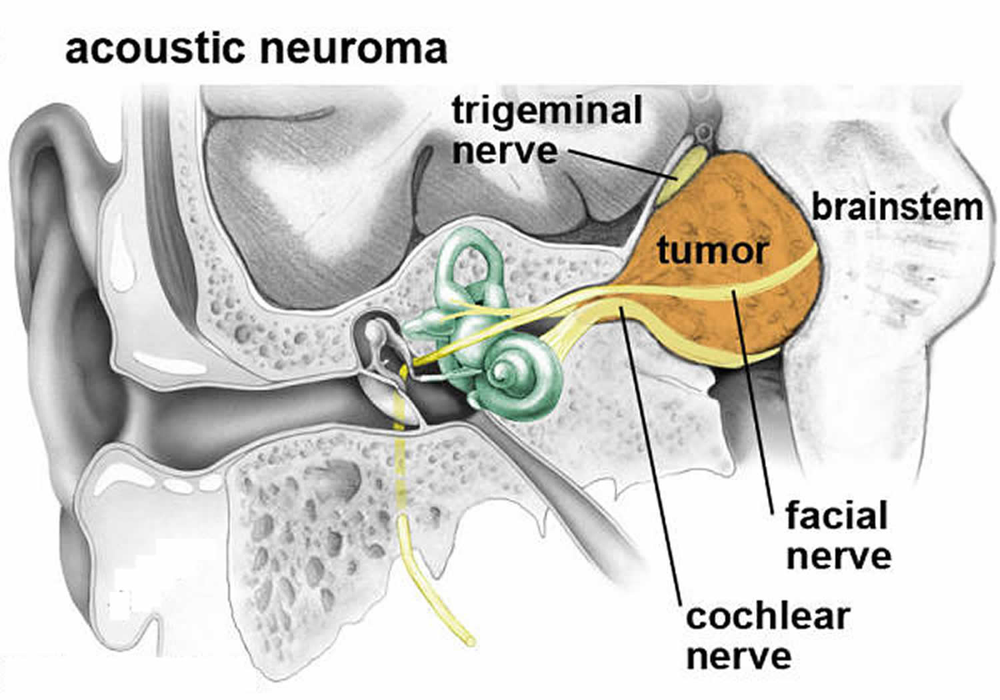 acoustic neuroma
trigeminal
nerve
brainstem
tumor
facial
nerve
cochlear
nerve